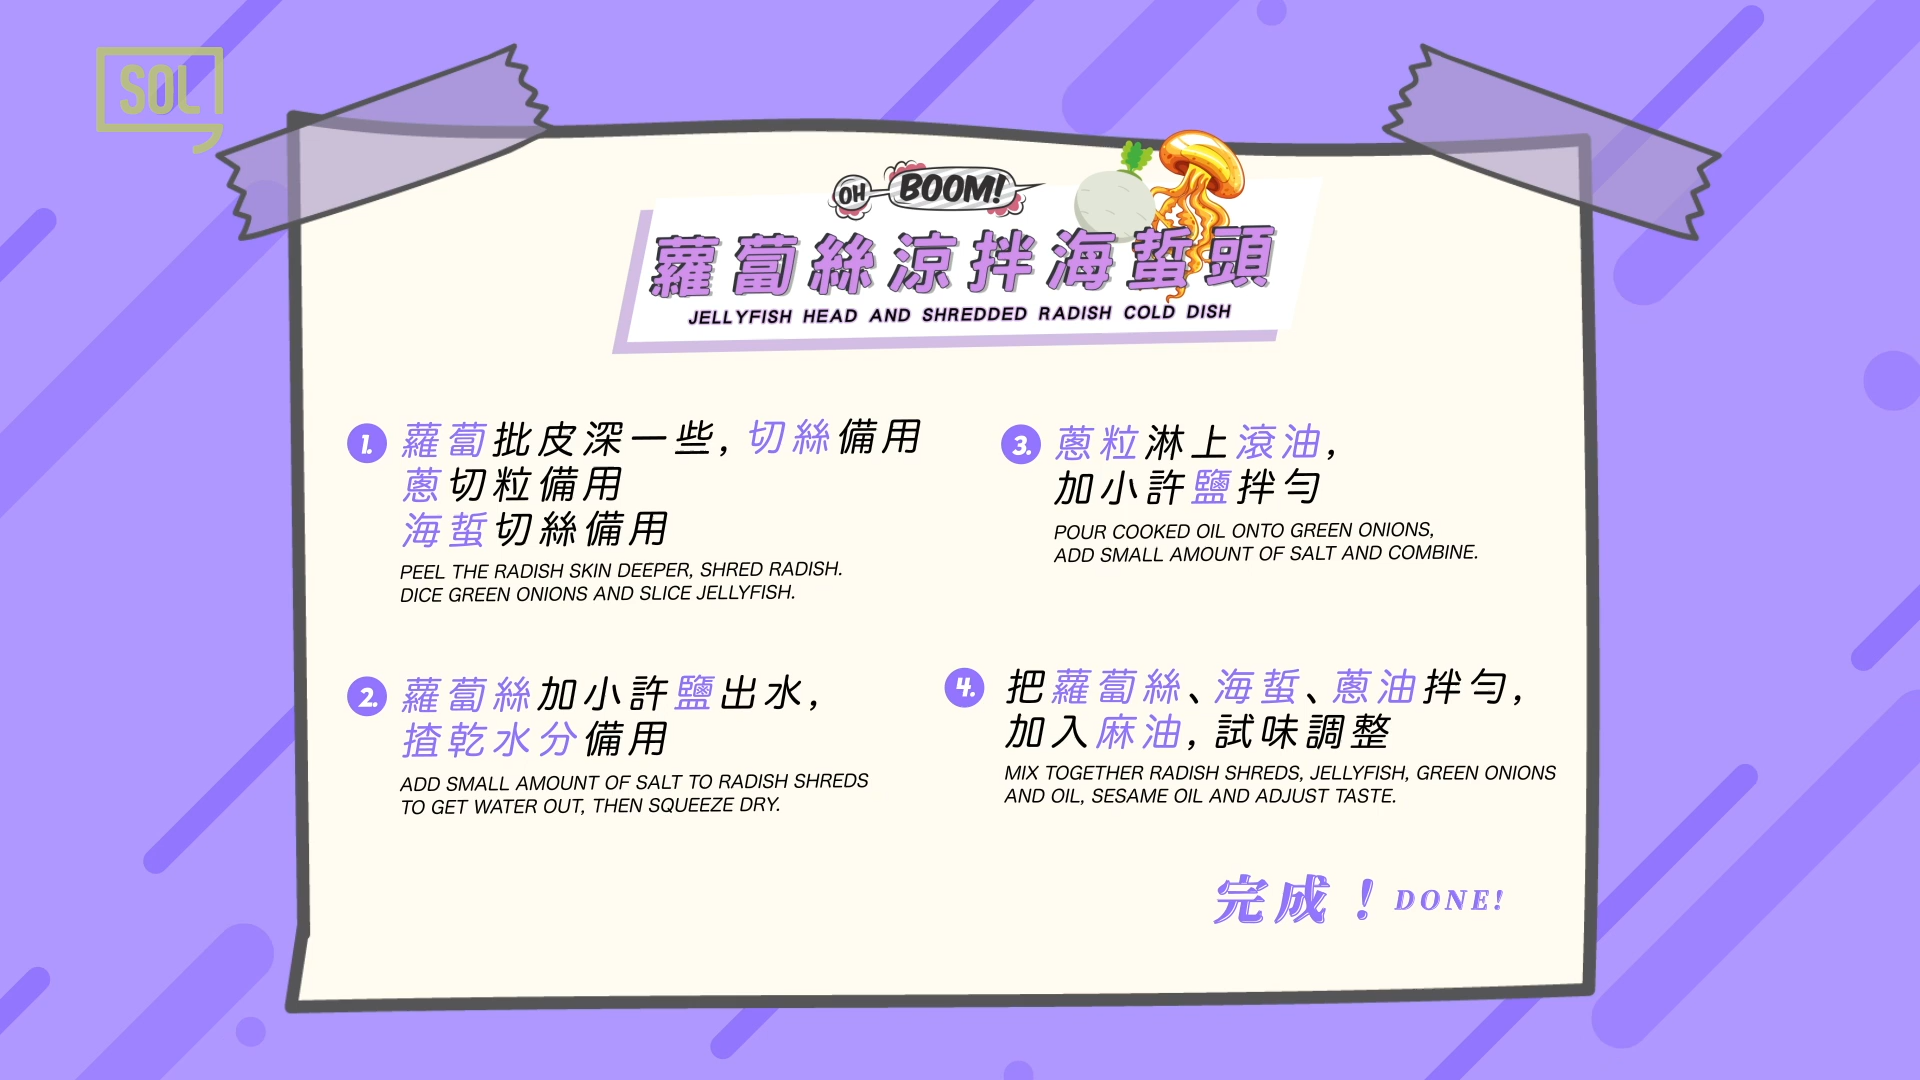 SOL
OH BOOM!
蘿蔔絲涼拌海蜇頭
JELLYFISH HEAD AND SHREDDED RADISH COLD DISH
1. 蘿蔔批皮深一些, 切絲備用
蔥切粒備用
海蜇切絲備用
PEEL THE RADISH SKIN DEEPER, SHRED RADISH.
DICE GREEN ONIONS AND SLICE JELLYFISH.
2. 蘿蔔絲加小許鹽出水,
揸乾水分備用
ADD SMALL AMOUNT OF SALT TO RADISH SHREDS
TO GET WATER OUT, THEN SQUEEZE DRY.
3. 蔥粒淋上滾油,
加小許鹽拌勻
POUR COOKED OIL ONTO GREEN ONIONS,
ADD SMALL AMOUNT OF SALT AND COMBINE.
4. 把蘿蔔絲、海蜇、蔥油拌勻,
加入麻油, 試味調整
MIX TOGETHER RADISH SHREDS, JELLYFISH, GREEN ONIONS
AND OIL, SESAME OIL AND ADJUST TASTE.
完成！DONE!